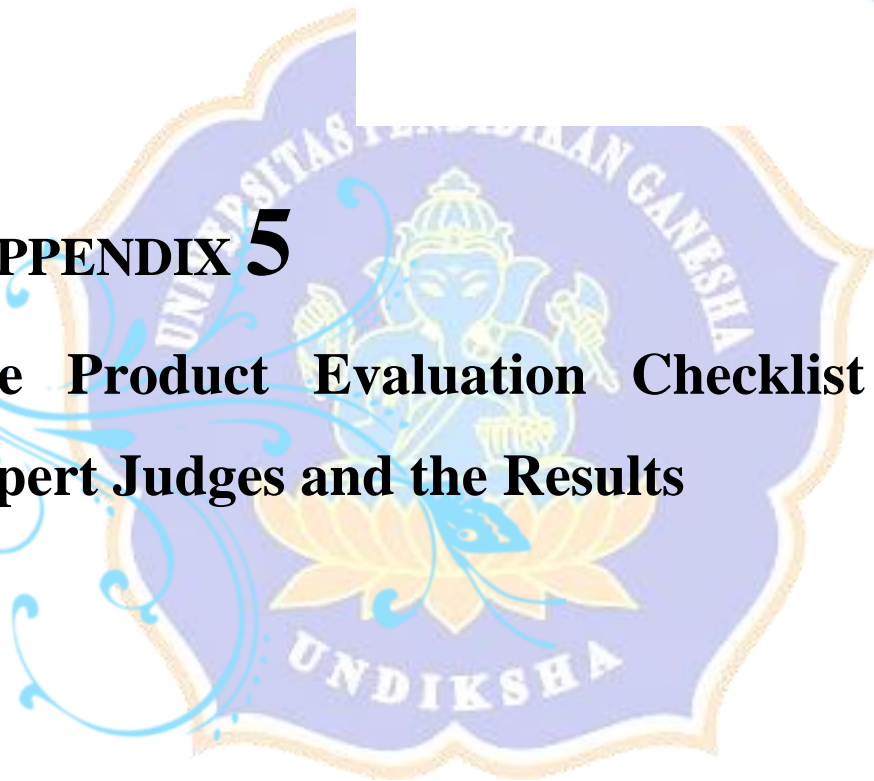 UNIVERSITAS PENDIDIKAN GANESHA
PPENDIX 5
e Product Evaluation Checklist
pert Judges and the Results
UNDIKSHA